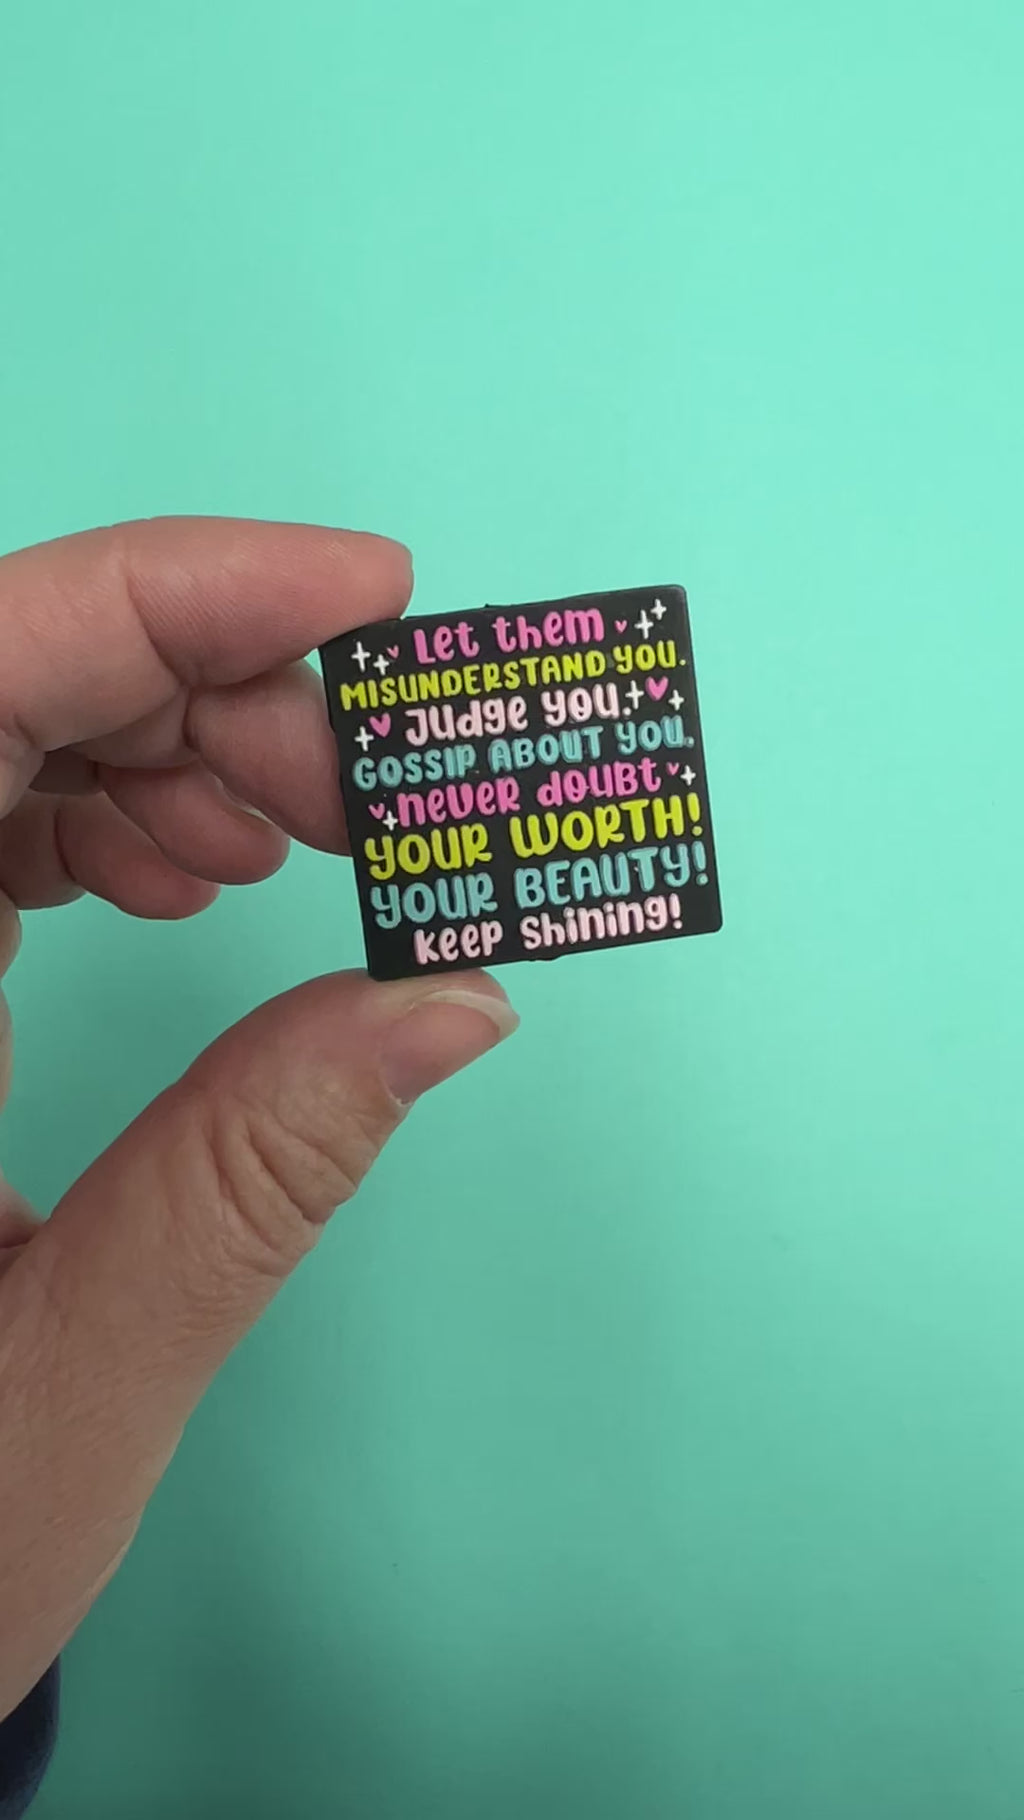 Let them
MISUNDERSTAND YOU.
Judge you.
GOSSIP ABOUT YOU.
never doubt
YOUR WORTH!
YOUR BEAUTY!
Keep Shining!